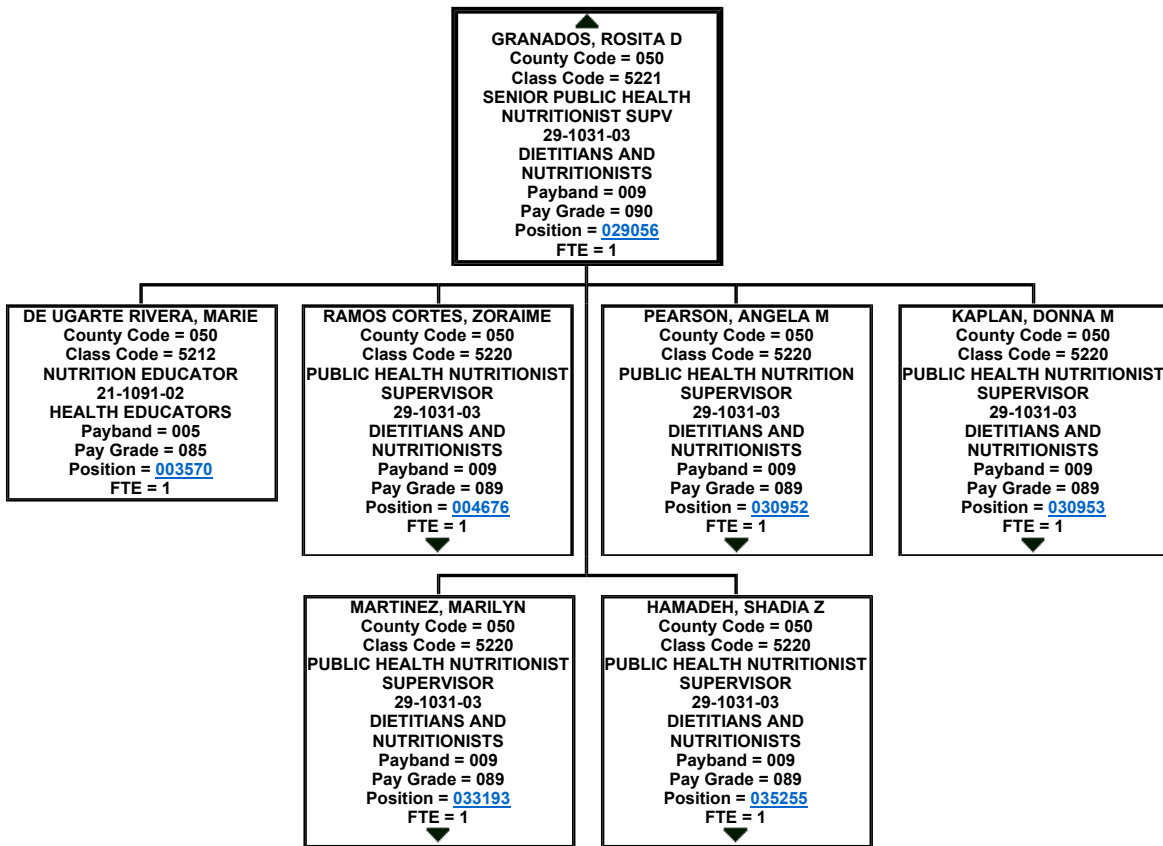 GRANADOS, ROSITA D
County Code = 050
Class Code = 5221
SENIOR PUBLIC HEALTH
NUTRITIONIST SUPV
29-1031-03
DIETITIANS AND
NUTRITIONISTS
Payband = 009
Pay Grade = 090
Position = 029056
FTE = 1
DE UGARTE RIVERA, MARIE
County Code = 050
Class Code = 5212
NUTRITION EDUCATOR
21-1091-02
HEALTH EDUCATORS
Payband = 005
Pay Grade = 085
Position = 003570
FTE = 1
RAMOS CORTES, ZORAIME
County Code = 050
Class Code = 5220
PUBLIC HEALTH NUTRITIONIST
SUPERVISOR
29-1031-03
DIETITIANS AND
NUTRITIONISTS
Payband = 009
Pay Grade = 089
Position = 004676
FTE = 1
PEARSON, ANGELA M
County Code = 050
Class Code = 5220
PUBLIC HEALTH NUTRITION
SUPERVISOR
29-1031-03
DIETITIANS AND
NUTRITIONISTS
Payband = 009
Pay Grade = 089
Position = 030952
FTE = 1
KAPLAN, DONNA M
County Code = 050
Class Code = 5220
PUBLIC HEALTH NUTRITIONIST
SUPERVISOR
29-1031-03
DIETITIANS AND
NUTRITIONISTS
Payband = 009
Pay Grade = 089
Position = 030953
FTE = 1
MARTINEZ, MARILYN
County Code = 050
Class Code = 5220
PUBLIC HEALTH NUTRITIONIST
SUPERVISOR
29-1031-03
DIETITIANS AND
NUTRITIONISTS
Payband = 009
Pay Grade = 089
Position = 033193
FTE = 1
HAMADEH, SHADIA Z
County Code = 050
Class Code = 5220
PUBLIC HEALTH NUTRITIONIST
SUPERVISOR
29-1031-03
DIETITIANS AND
NUTRITIONISTS
Payband = 009
Pay Grade = 089
Position = 035255
FTE = 1